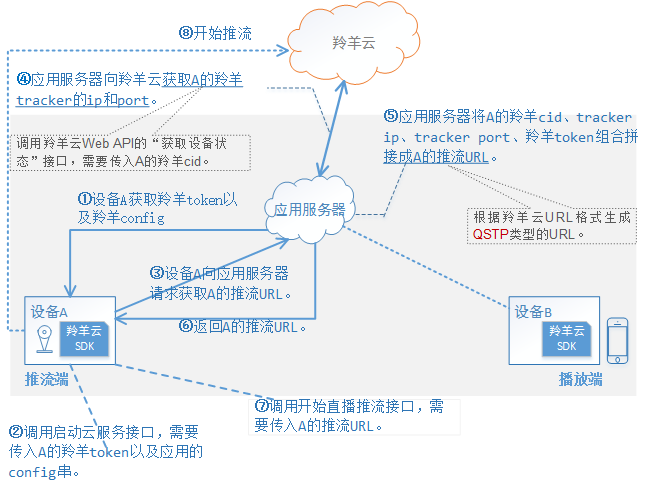 ⑧开始推流
羚羊云
④应用服务器向羚羊云获取A的羚羊
tracker的ip和port。
⑤应用服务器将A的羚羊cid、tracker
ip、tracker port、羚羊token组合拼
接成A的推流URL。
调用羚羊云Web API的“获取设备状
态”接口，需要传入A的羚羊cid。
①设备A获取羚羊token以
及羚羊config
应用服务器
根据羚羊云URL格式生成
QSTP类型的URL。
③设备A向应用服务器
请求获取A的推流URL。
设备A
羚羊云
SDK
⑥返回A的推流URL。
设备B
羚羊云
SDK
推流端
播放端
⑦调用开始直播推流接口，需
要传入A的推流URL。
②调用启动云服务接口，需要
传入A的羚羊token以及应用的
config串。